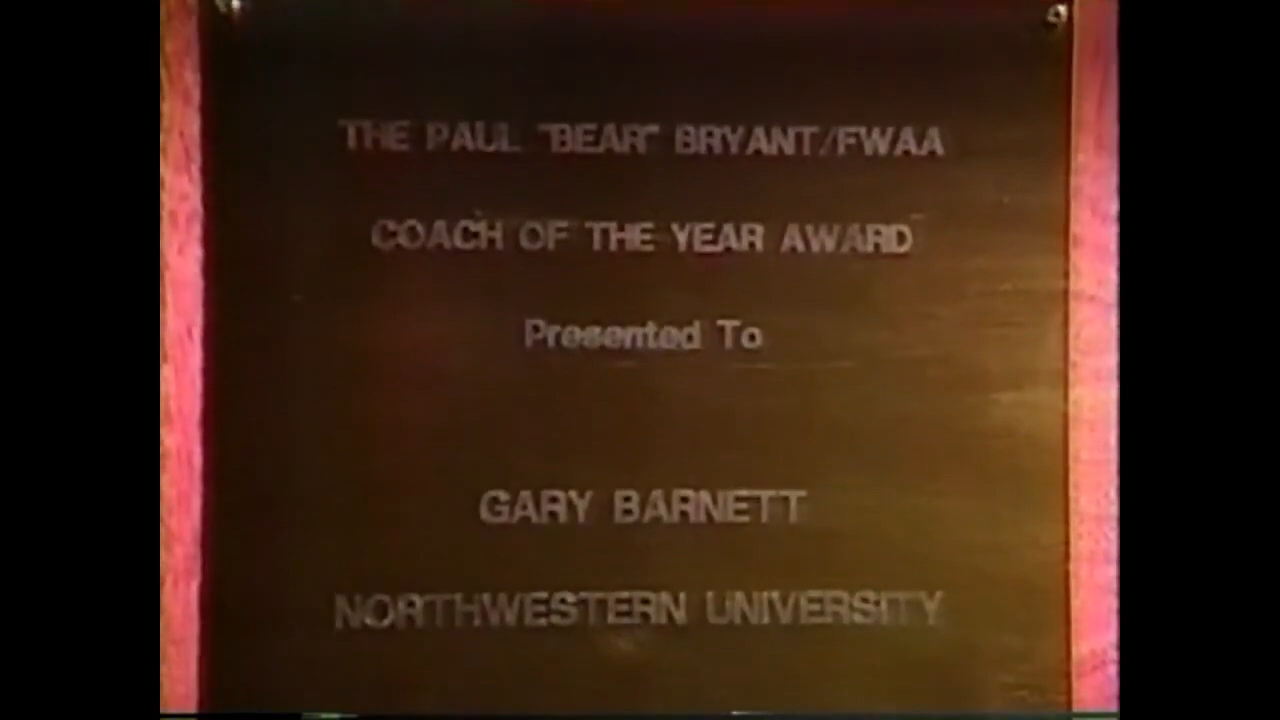 THE PAUL "BEAR" BRYANT/FWAA
COACH OF THE YEAR AWARD
Presented To
GARY BARNETT
NORTHWESTERN UNIVERSITY